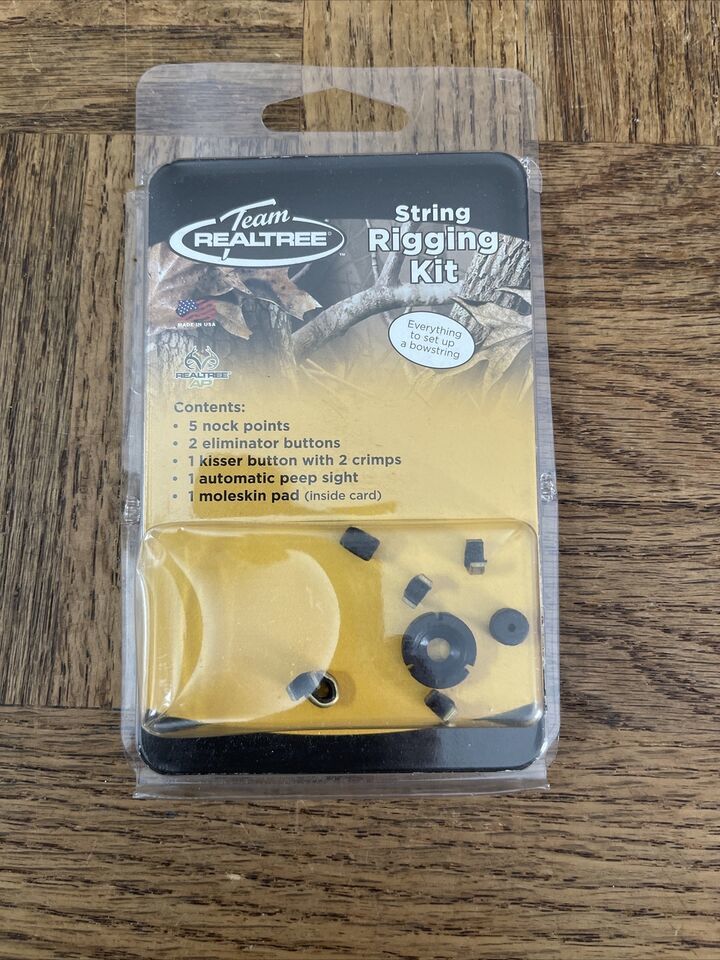 Team
REALTREE
™
String
Rigging
Kit
MADE IN USA
Everything
to set up
a bowstring
REALTREE
AP
Contents:
• 5 nock points
• 2 eliminator buttons
• 1 kisser button with 2 crimps
• 1 automatic peep sight
• 1 moleskin pad (inside card)